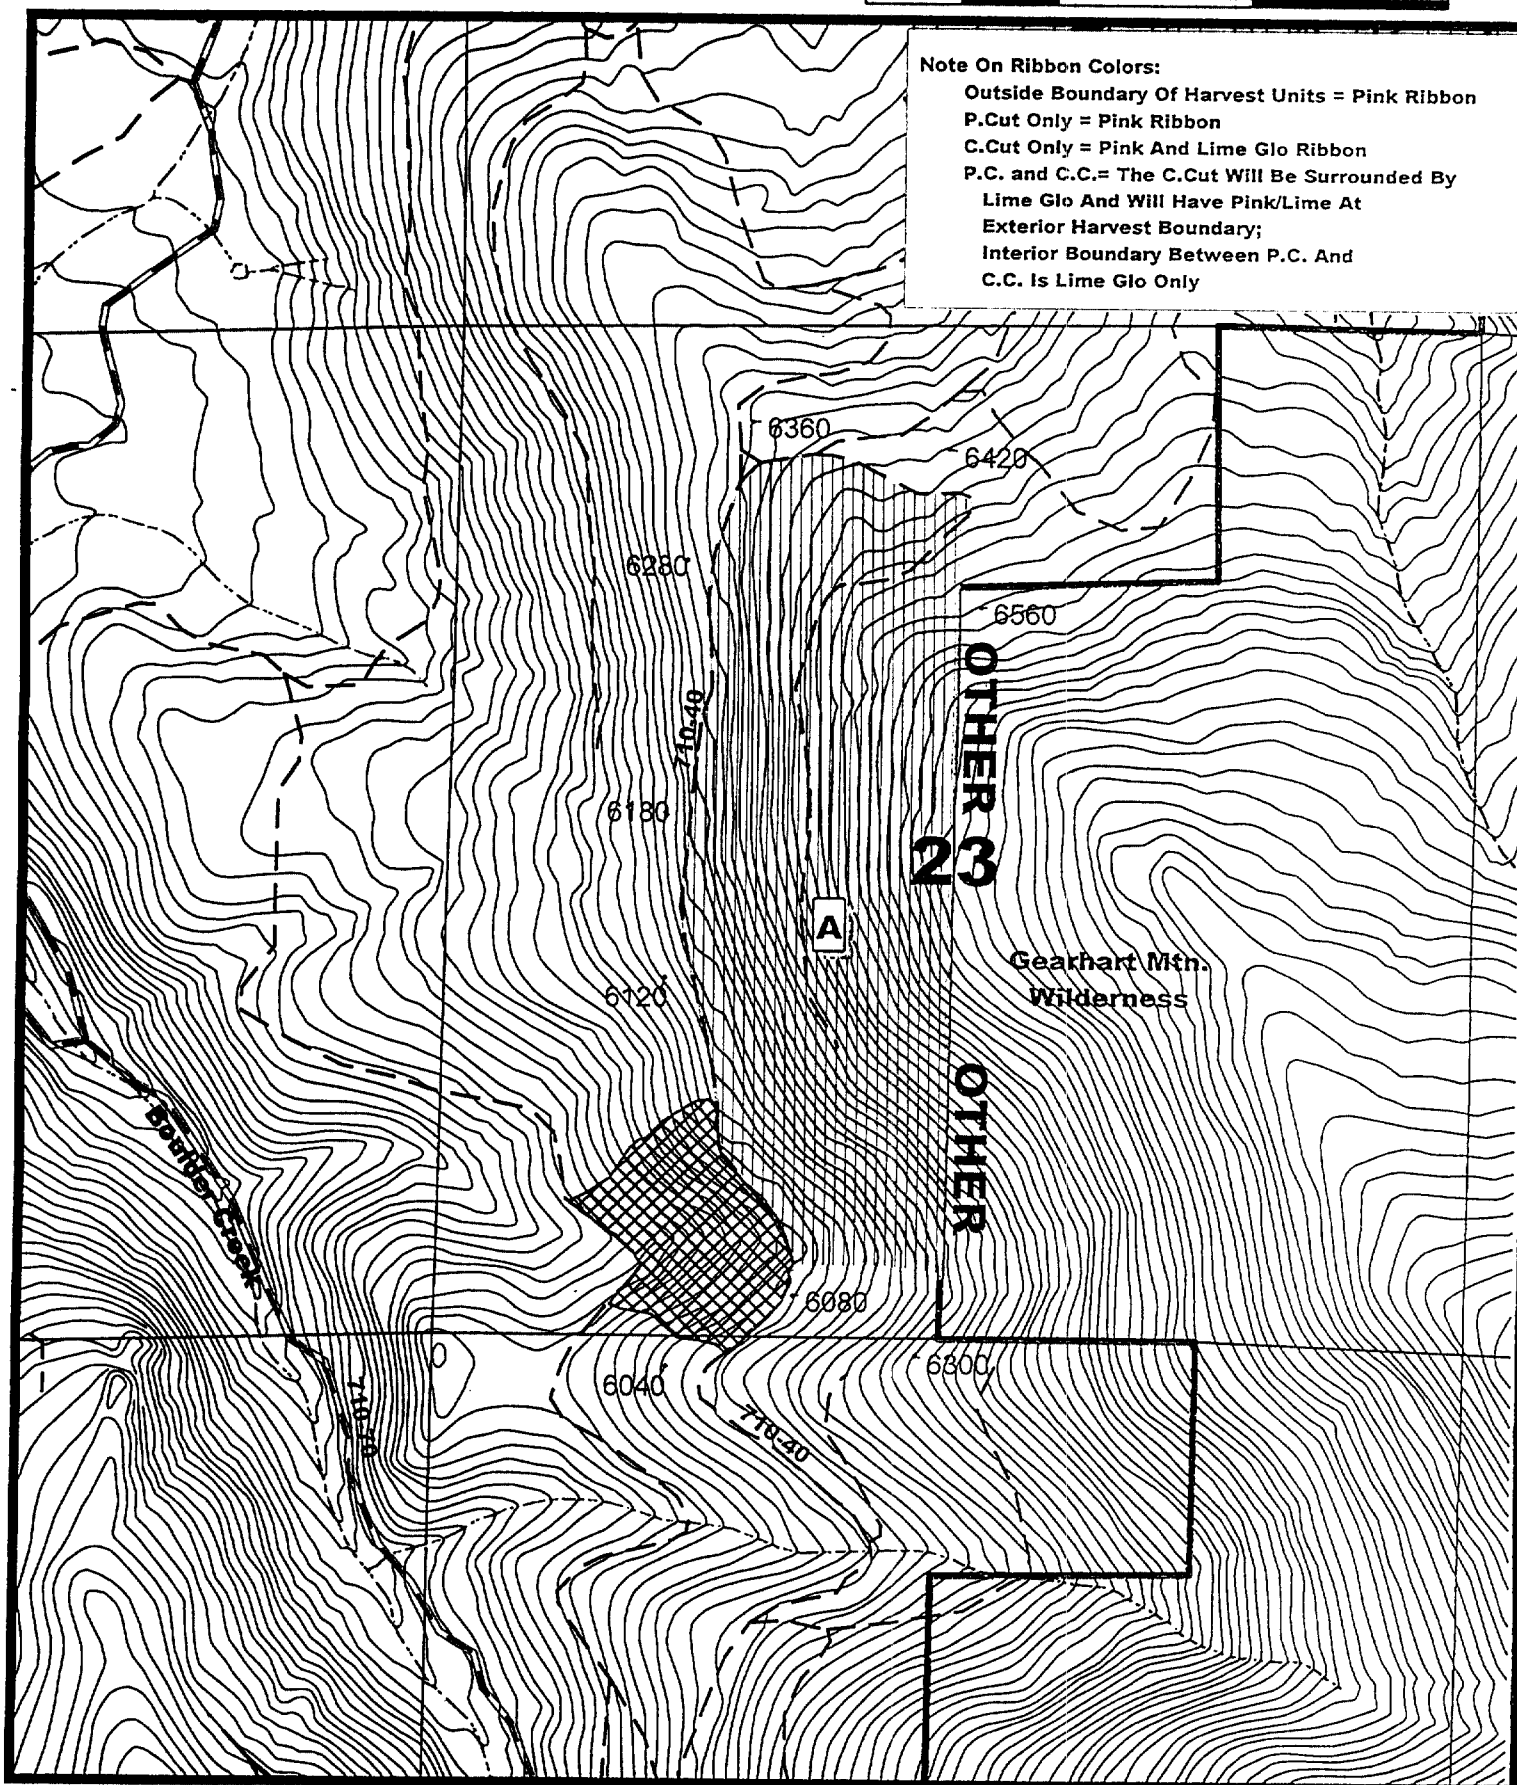 Note On Ribbon Colors:
Outside Boundary Of Harvest Units = Pink Ribbon
P.Cut Only = Pink Ribbon
C.Cut Only = Pink And Lime Glo Ribbon
P.C. and C.C.= The C.Cut Will Be Surrounded By
Lime Glo And Will Have Pink/Lime At
Exterior Harvest Boundary;
Interior Boundary Between P.C. And
C.C. Is Lime Glo Only
6360
6420
6280
6560
OTHER
710-40
6180
23
A
Gearhart Mtn.
Wilderness
6120
OTHER
Boulder Creek
6080
6300
6040
710-70
710-40